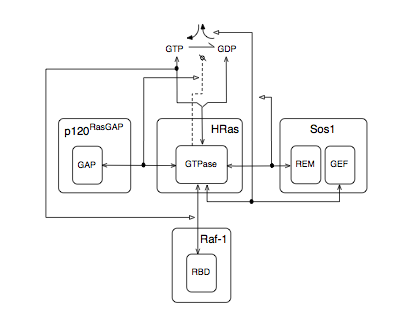 GTP GDP
p120RasGAP HRas Sos1
GAP GTPase REM GEF
Raf-1
RBD